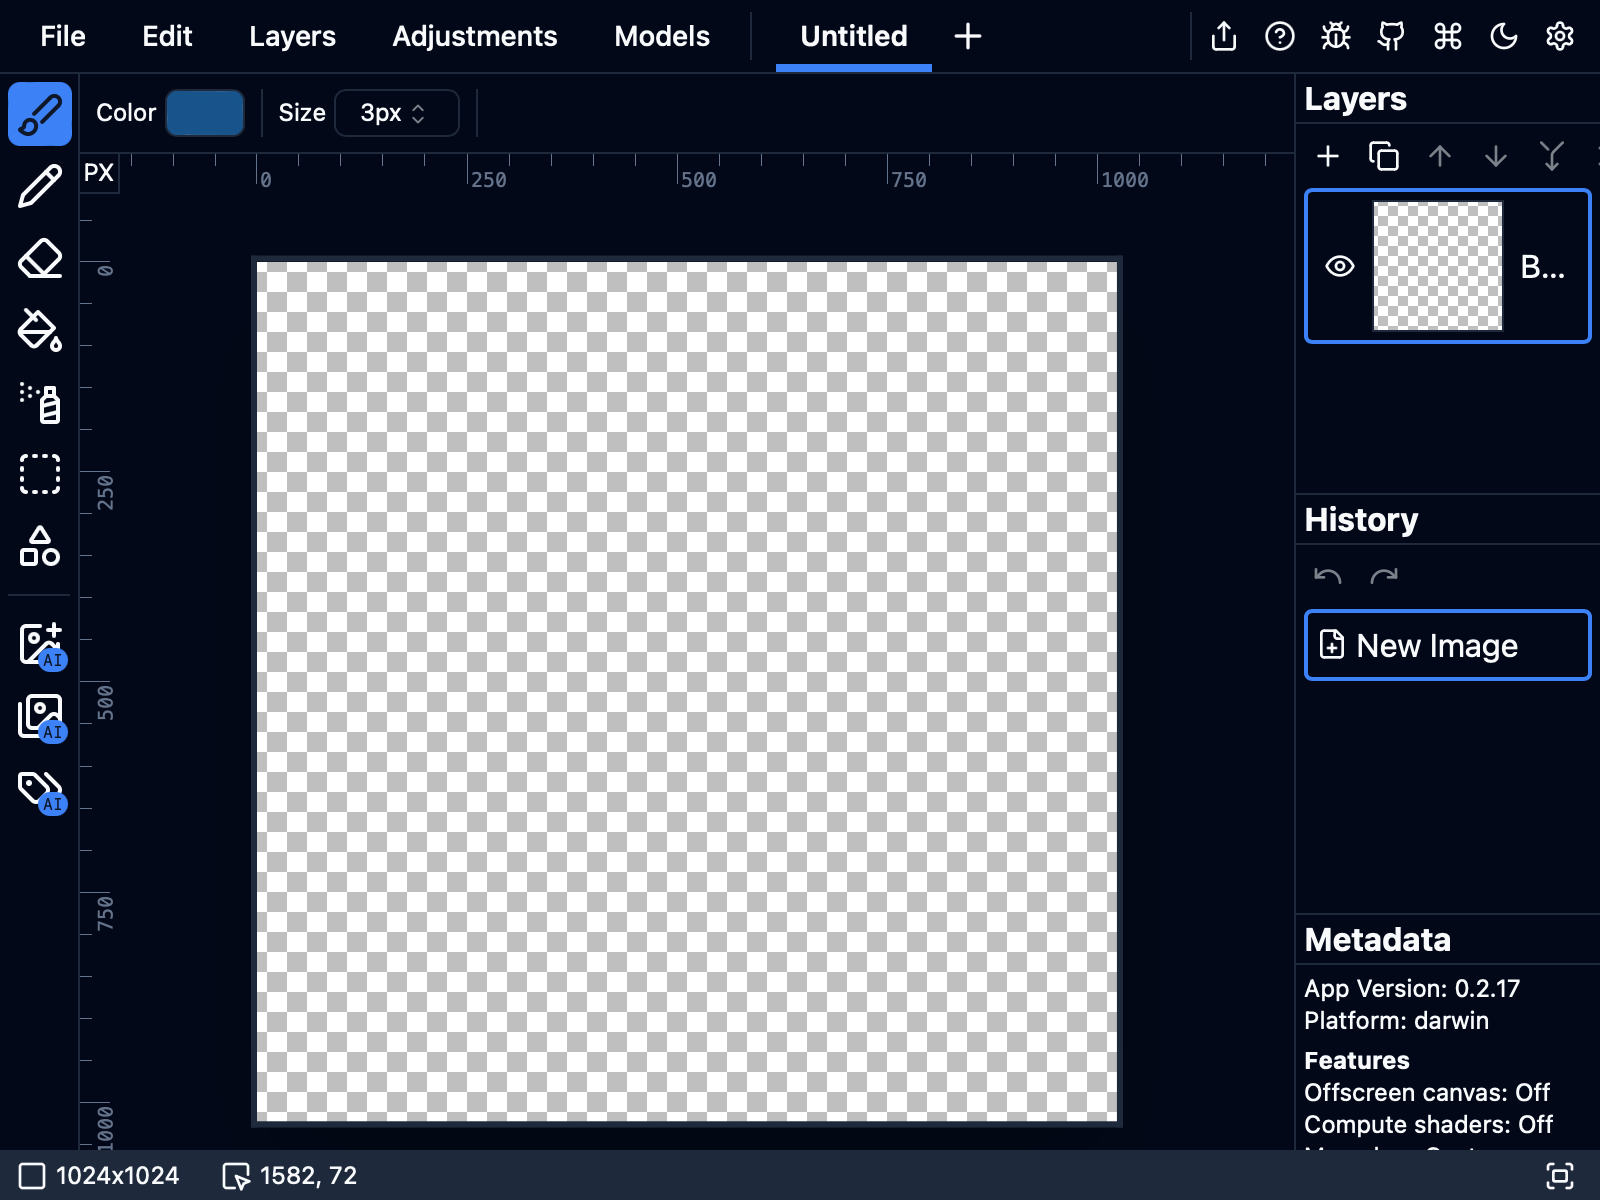 File Edit Layers Adjustments Models Untitled
Color Size 3px
PX
0 250 500 750 1000
0
250
500
750
1000
AI
AI
AI
Layers
B...
History
New Image
Metadata
App Version: 0.2.17
Platform: darwin
Features
Offscreen canvas: Off
Compute shaders: Off
1024x1024 1582, 72